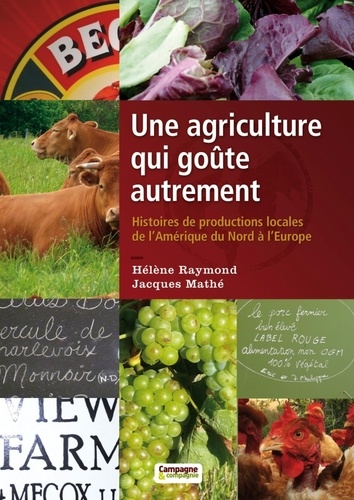 BEC
Une agriculture
qui goûte
autrement
Histoires de productions locales
de l'Amérique du Nord à l'Europe
Hélène Raymond
Jacques Mathé
ercule de
harlevoix
Monnoir (N.D
le porc fermier
bien élevé
LABEL ROUGE
alimentation non OGM
100% végétal
Eric
VIEW
FARM
MECOX
Campagne
& compagnie